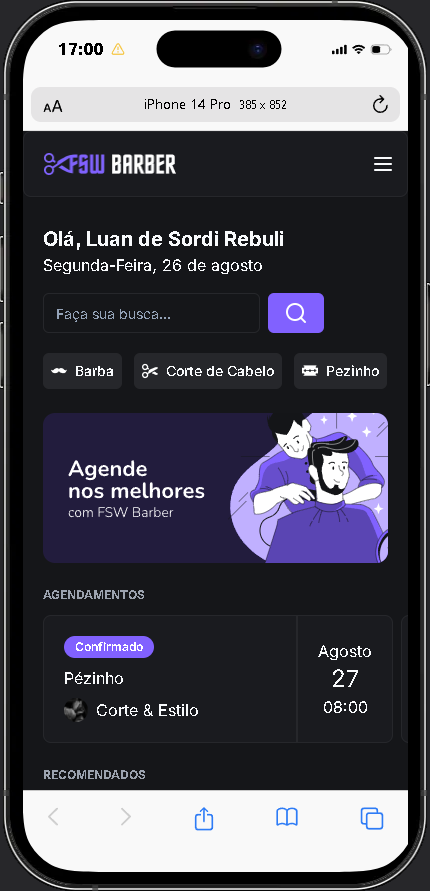 17:00
AA iPhone 14 Pro 385 x 852
FSW BARBER
Olá, Luan de Sordi Rebuli
Segunda-Feira, 26 de agosto
Faça sua busca...
Barba Corte de Cabelo Pezinho
Agende
nos melhores
com FSW Barber
AGENDAMENTOS
Confirmado
Pézinho
Corte & Estilo
Agosto
27
08:00
RECOMENDADOS